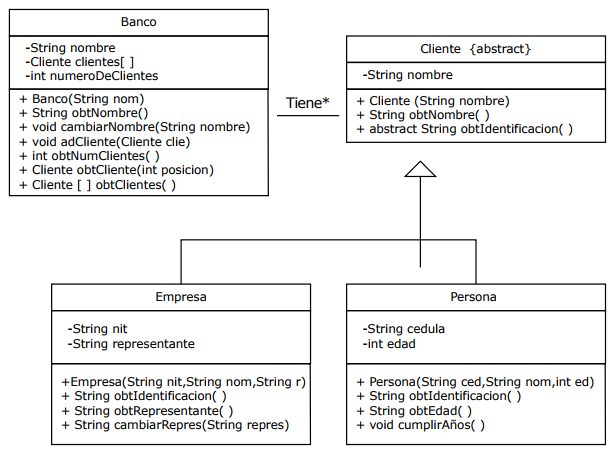 Banco
-String nombre
-Cliente clientes[ ]
-int numeroDeClientes
+ Banco(String nom)
+ String obtNombre()
+ void cambiarNombre(String nombre)
+ void adCliente(Cliente clie)
+ int obtNumClientes( )
+ Cliente obtCliente(int posicion)
+ Cliente [ ] obtClientes( )
Tiene*
Cliente {abstract}
-String nombre
+ Cliente (String nombre)
+ String obtNombre( )
+ abstract String obtIdentificacion( )
Empresa
-String nit
-String representante
+Empresa(String nit,String nom,String r)
+ String obtIdentificacion( )
+ String obtRepresentante( )
+ String cambiarRepres(String repres)
Persona
-String cedula
-int edad
+ Persona(String ced,String nom,int ed)
+ String obtIdentificacion( )
+ String obtEdad( )
+ void cumplirAños( )